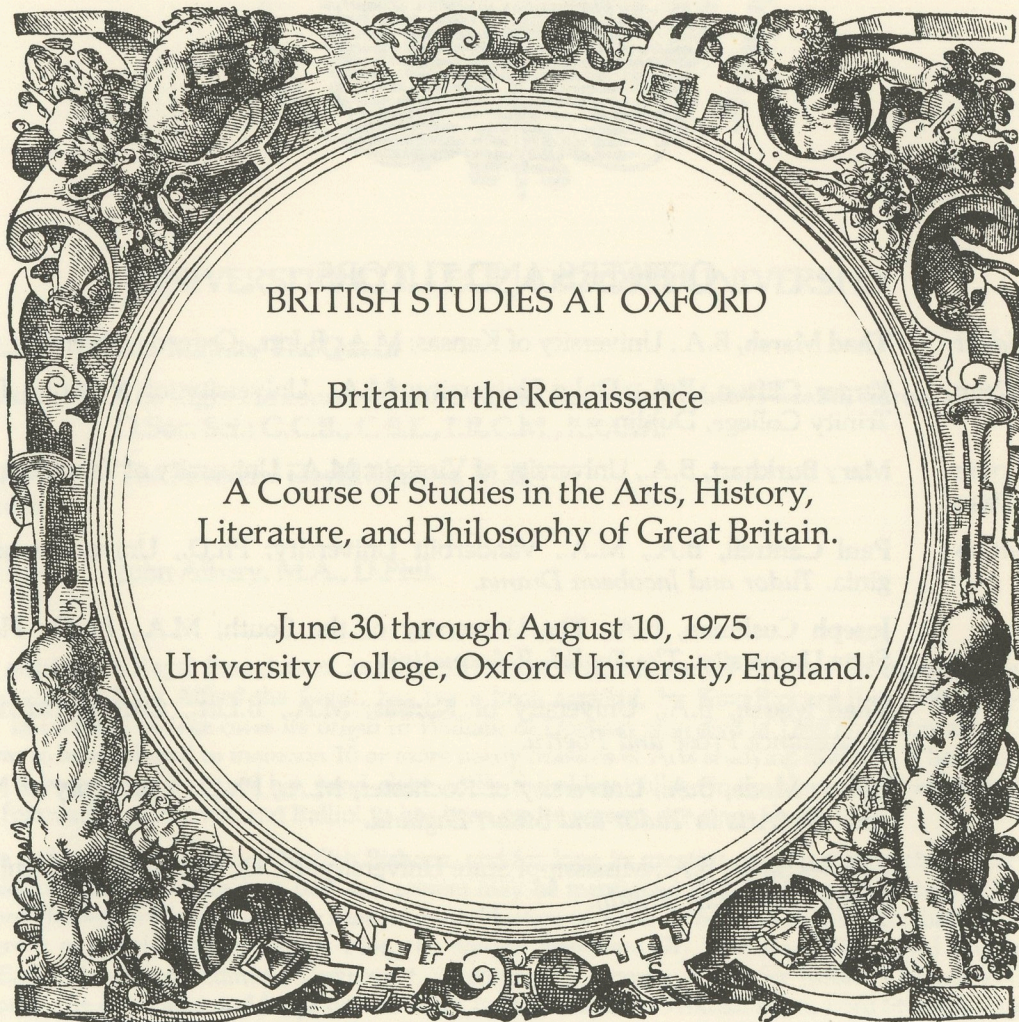 BRITISH STUDIES AT OXFORD
Britain in the Renaissance
A Course of Studies in the Arts, History,
Literature, and Philosophy of Great Britain.
June 30 through August 10, 1975.
University College, Oxford University, England.